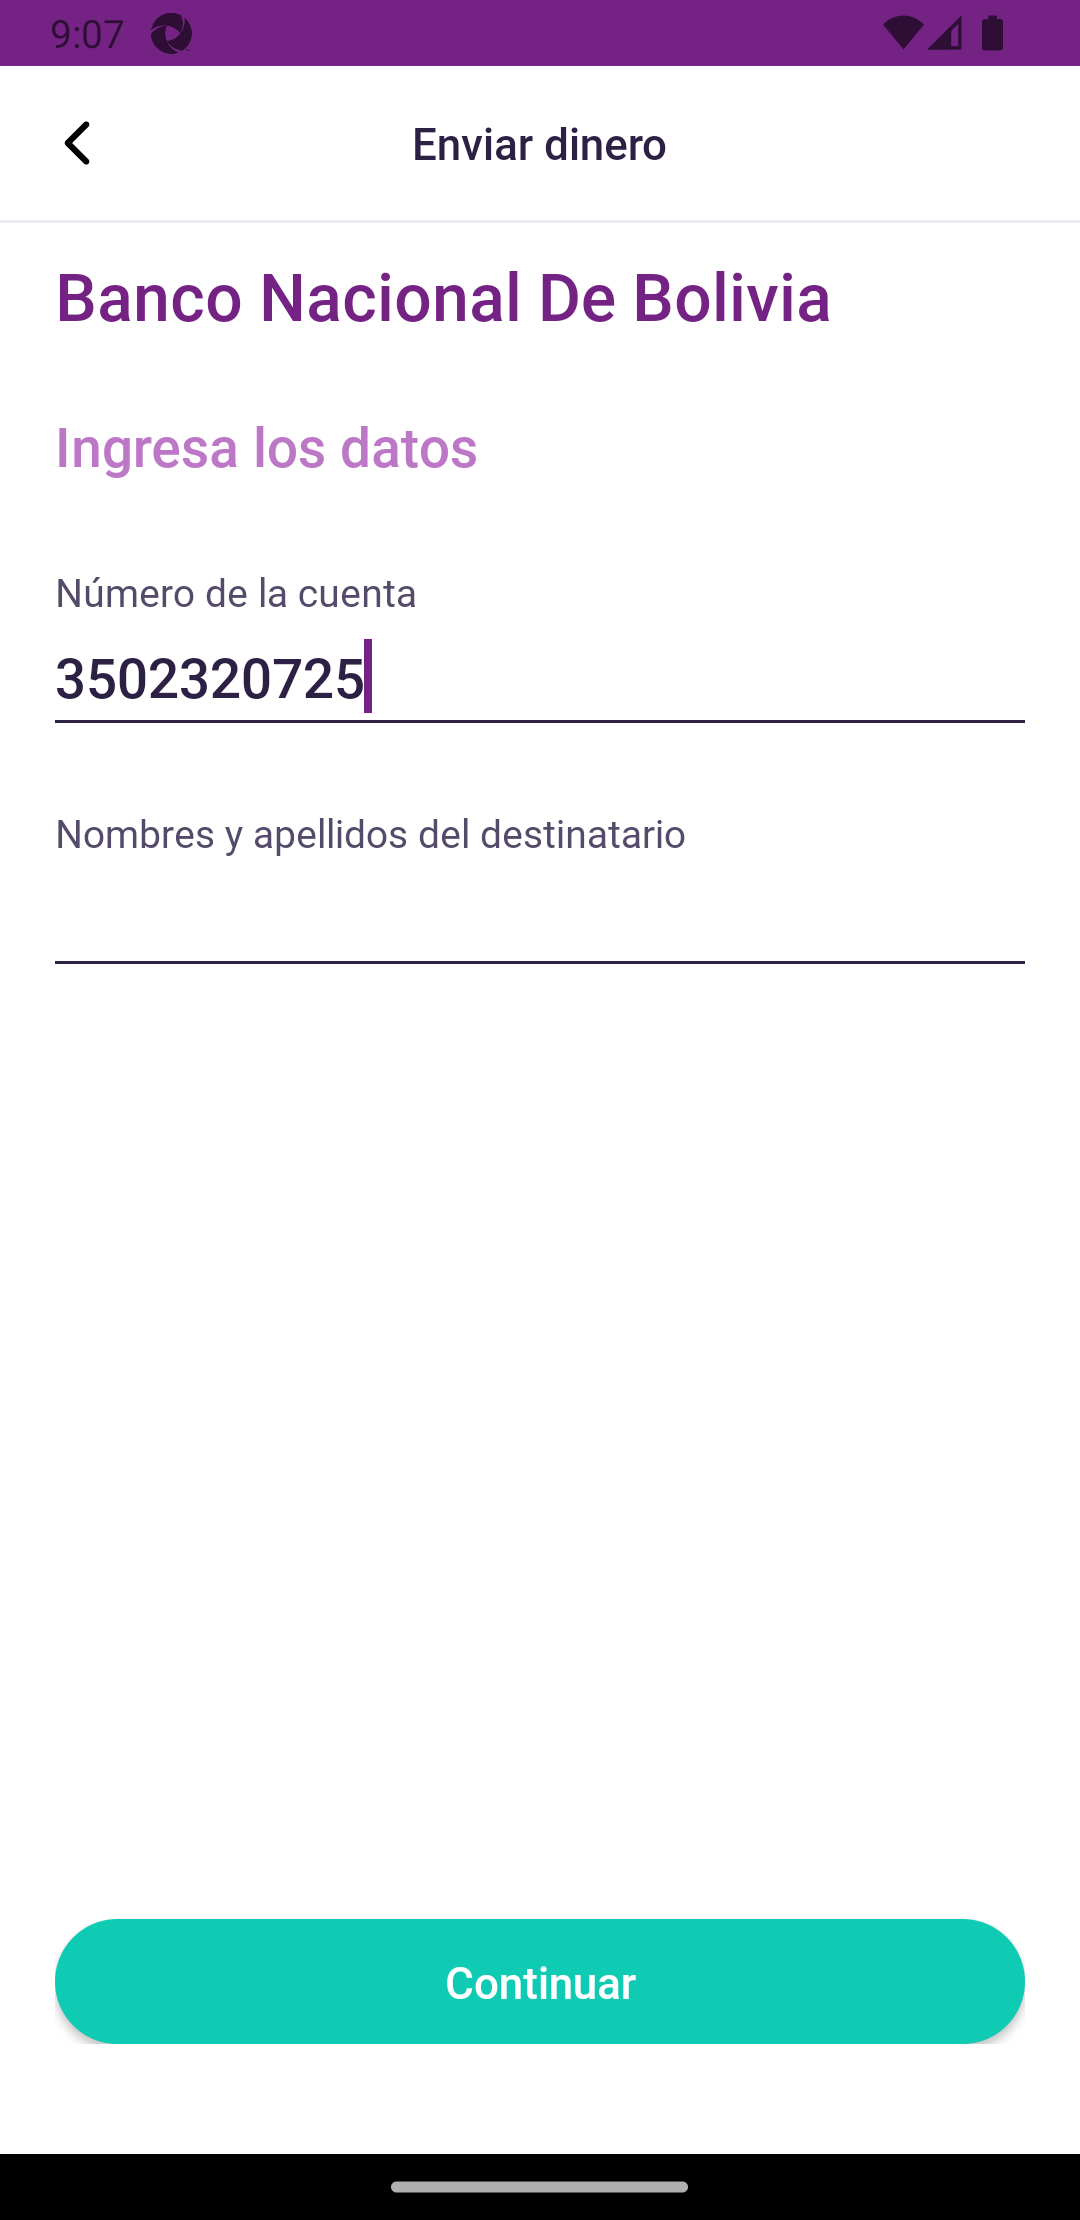 9:07
Enviar dinero
Banco Nacional De Bolivia
Ingresa los datos
Número de la cuenta
3502320725
Nombres y apellidos del destinatario
Continuar